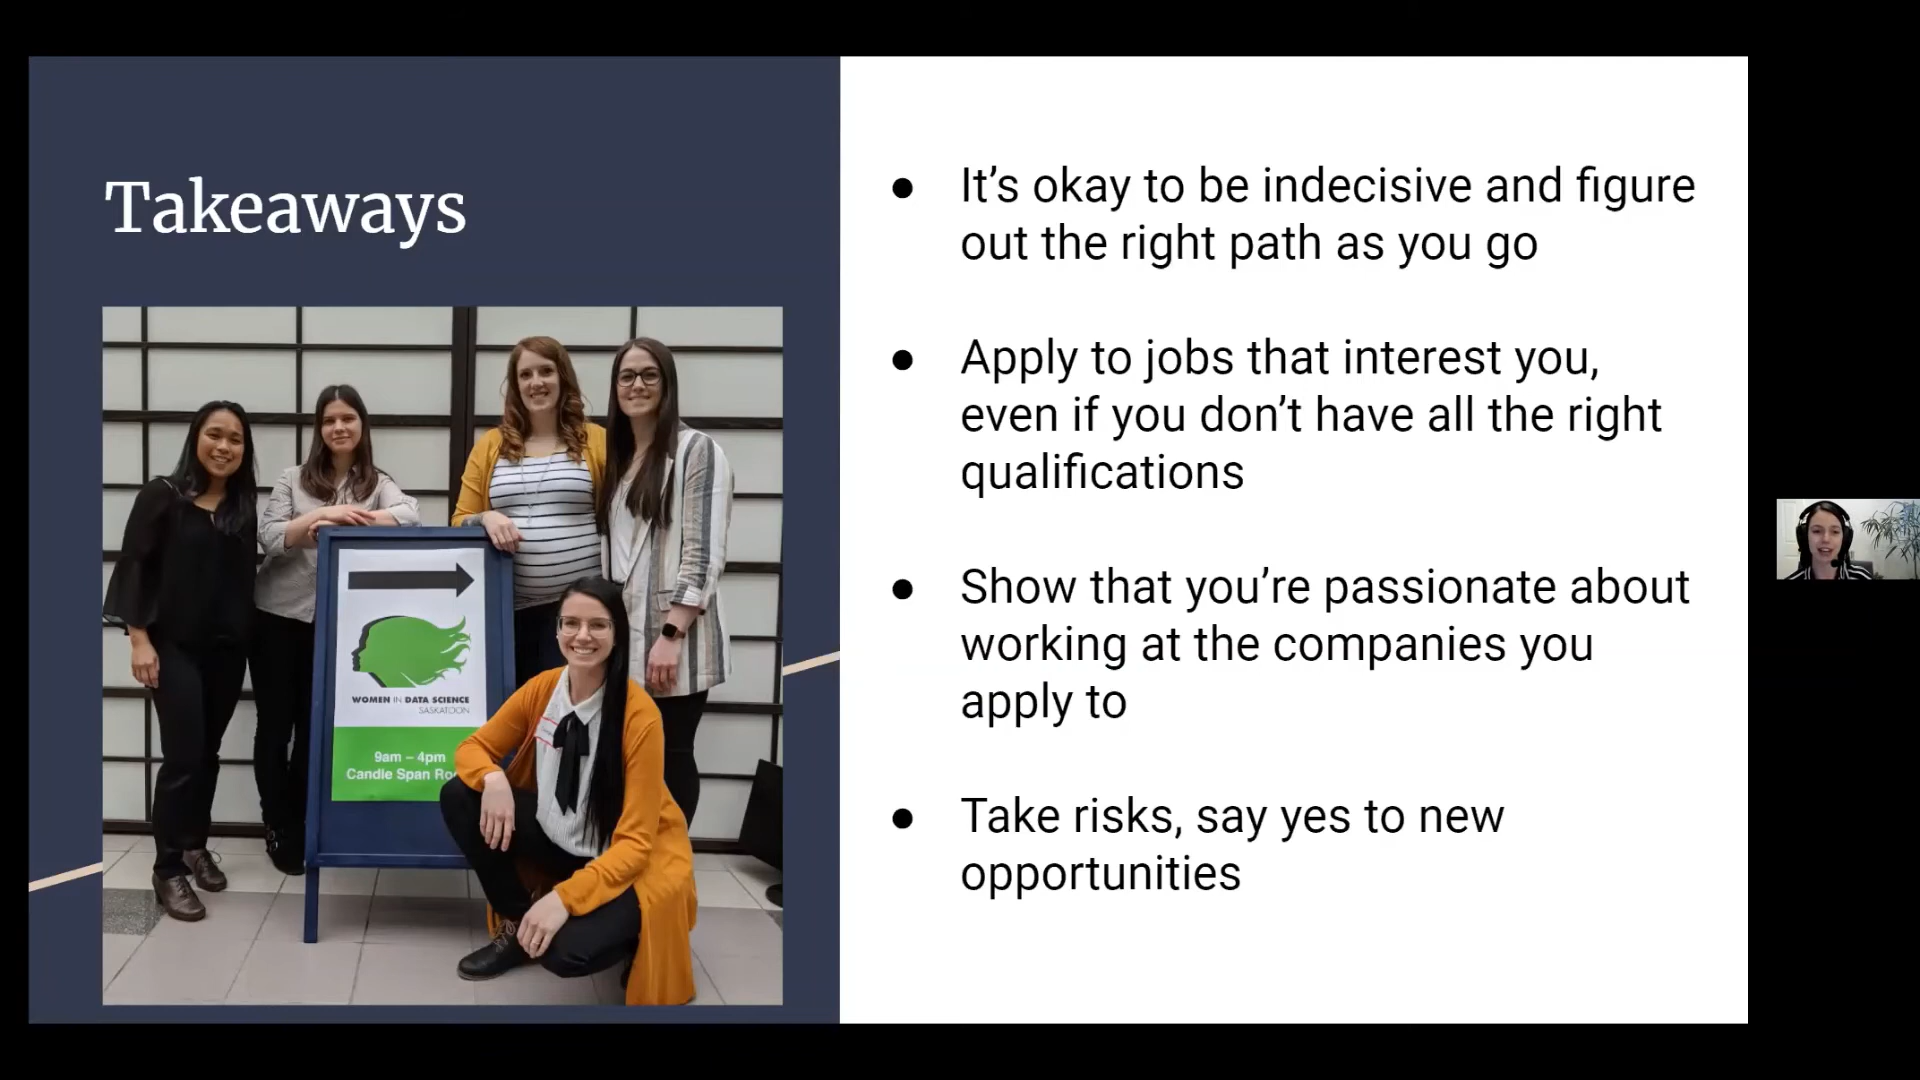 Takeaways
WOMEN IN DATA SCIENCE
SASKATOON
9am – 4pm
Candle Span
It’s okay to be indecisive and figure
out the right path as you go
Apply to jobs that interest you,
even if you don’t have all the right
qualifications
Show that you’re passionate about
working at the companies you
apply to
Take risks, say yes to new
opportunities